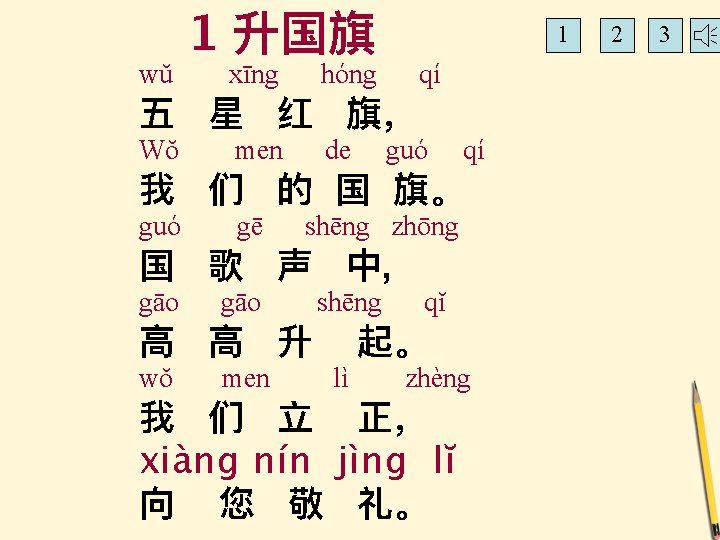 1 升国旗
1 2 3
wǔ xīng hóng qí
五 星 红 旗，
Wǒ men de guó qí
我 们 的 国 旗。
guó gē shēng zhōng
国 歌 声 中，
gāo gāo shēng qǐ
高 高 升 起。
wǒ men lì zhèng
我 们 立 正，
xiàng nín jìng lǐ
向 您 敬 礼。